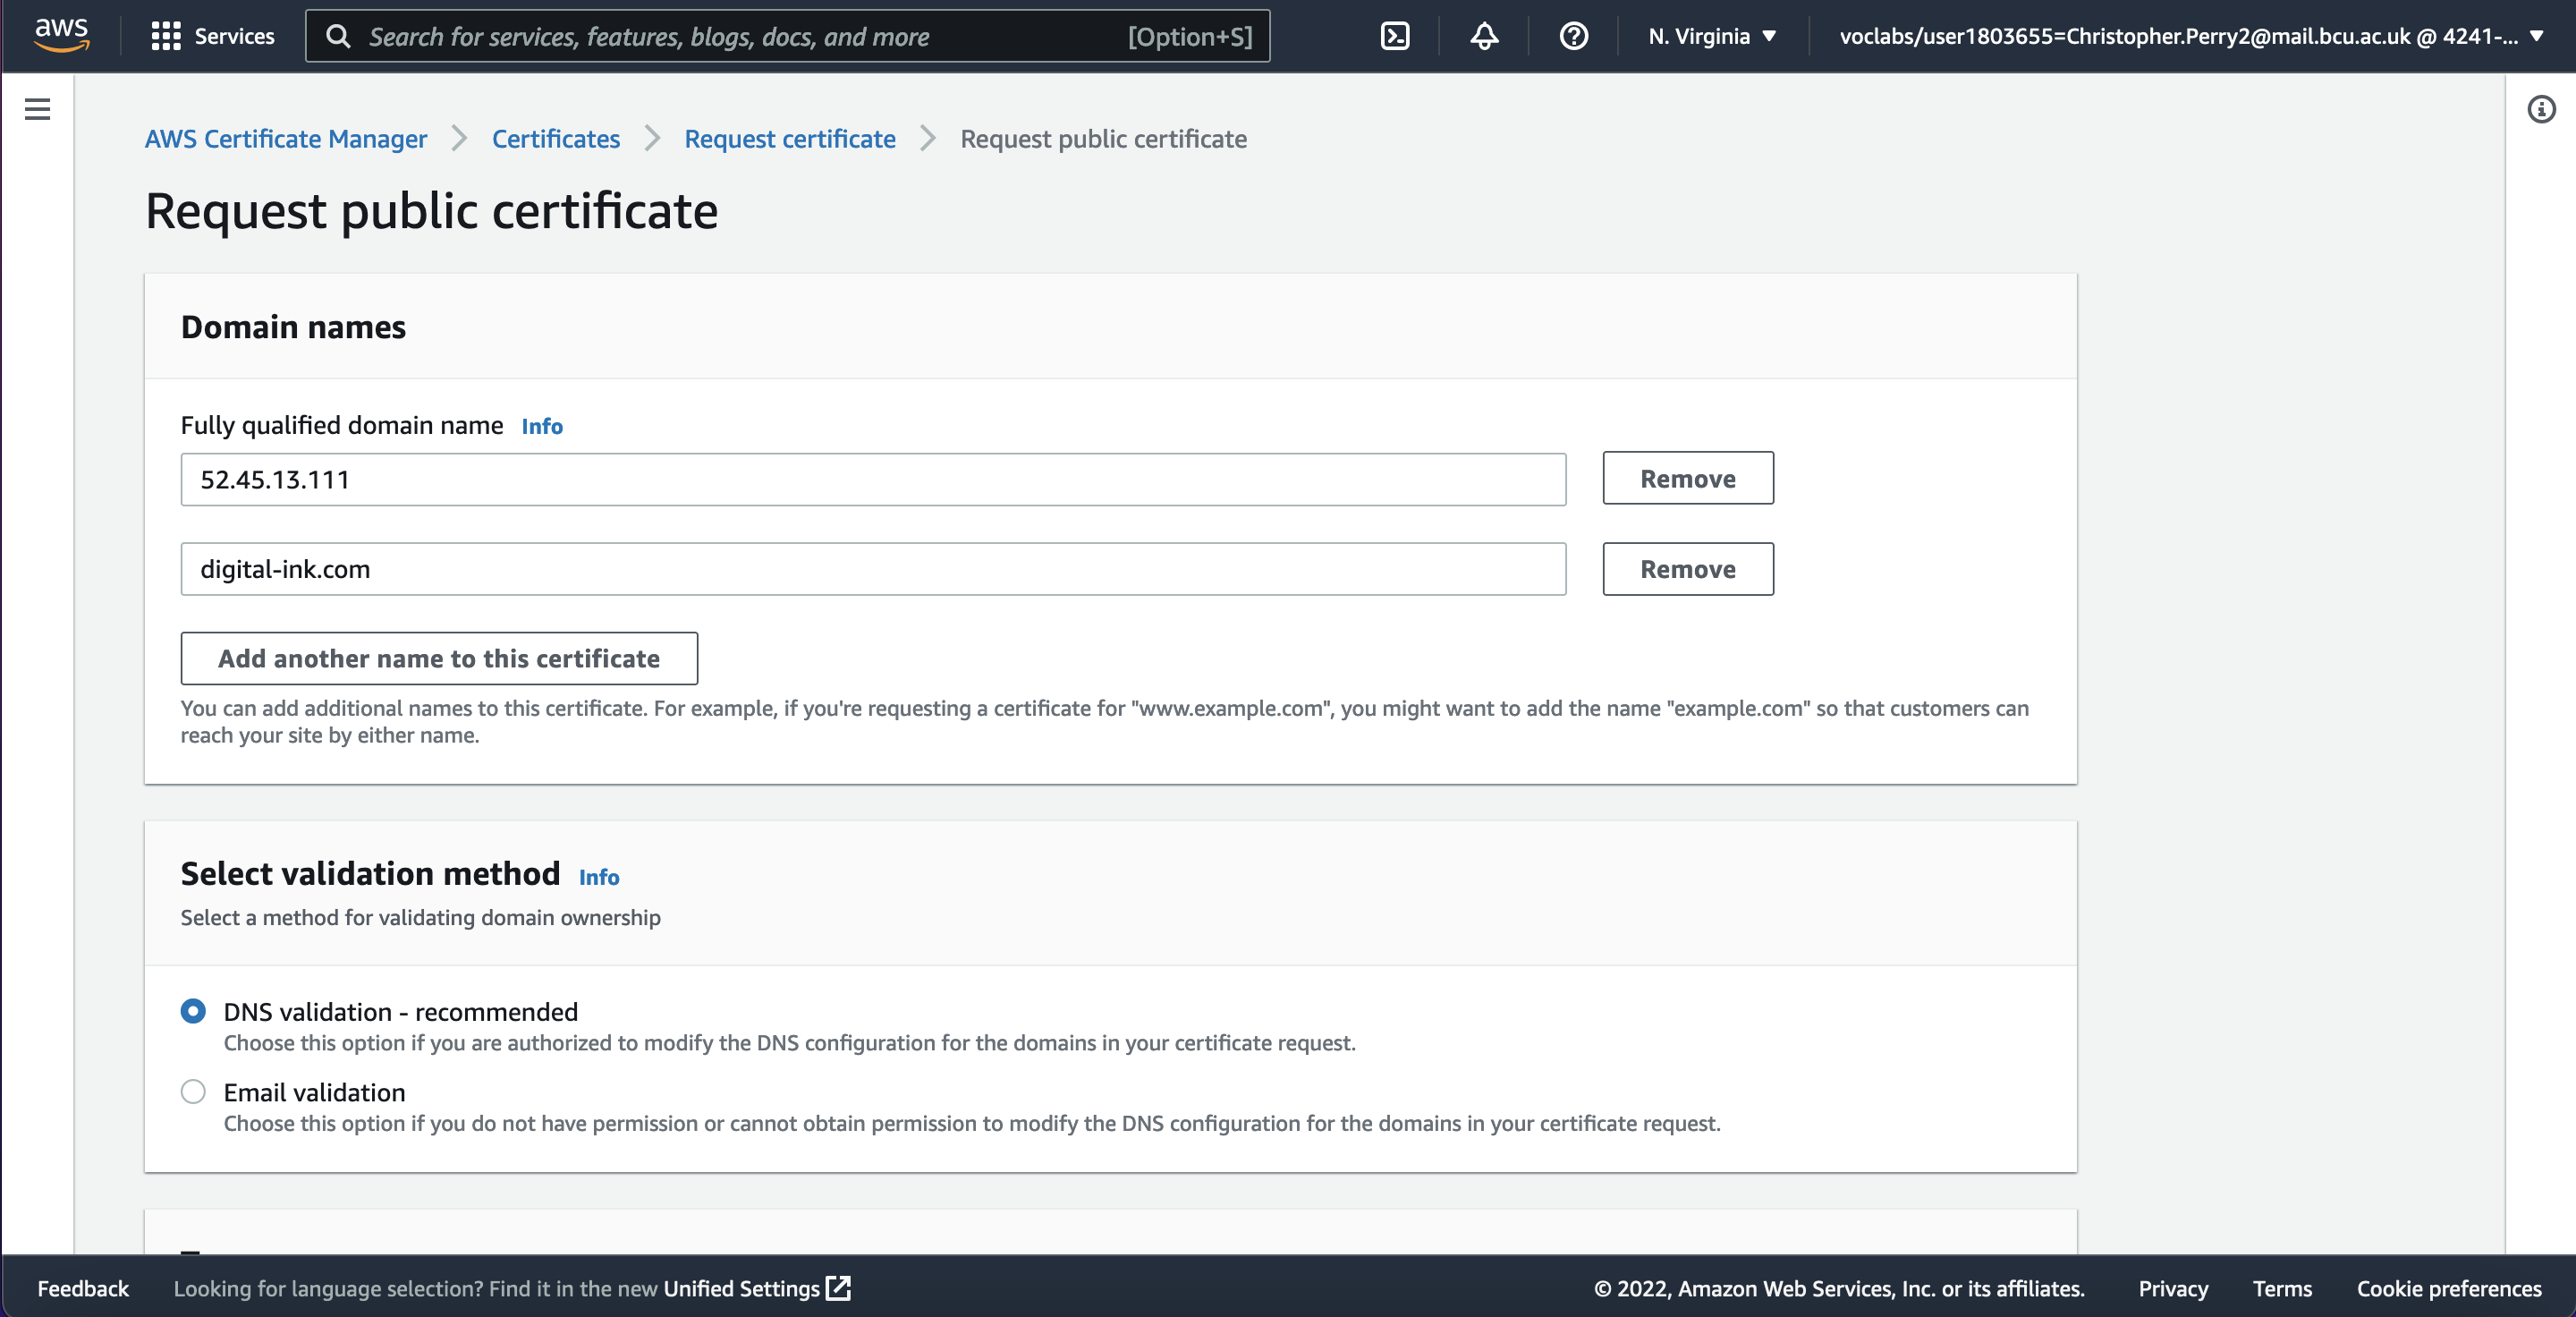 aws
Services
Search for services, features, blogs, docs, and more
[Option+S]
N. Virginia
voclabs/user1803655=Christopher.Perry2@mail.bcu.ac.uk @ 4241-...
AWS Certificate Manager
Certificates
Request certificate
Request public certificate
Request public certificate
Domain names
Fully qualified domain name Info
52.45.13.111
Remove
digital-ink.com
Remove
Add another name to this certificate
You can add additional names to this certificate. For example, if you're requesting a certificate for "www.example.com", you might want to add the name "example.com" so that customers can
reach your site by either name.
Select validation method Info
Select a method for validating domain ownership
DNS validation - recommended
Choose this option if you are authorized to modify the DNS configuration for the domains in your certificate request.
Email validation
Choose this option if you do not have permission or cannot obtain permission to modify the DNS configuration for the domains in your certificate request.
Feedback
Looking for language selection? Find it in the new Unified Settings
© 2022, Amazon Web Services, Inc. or its affiliates.
Privacy
Terms
Cookie preferences